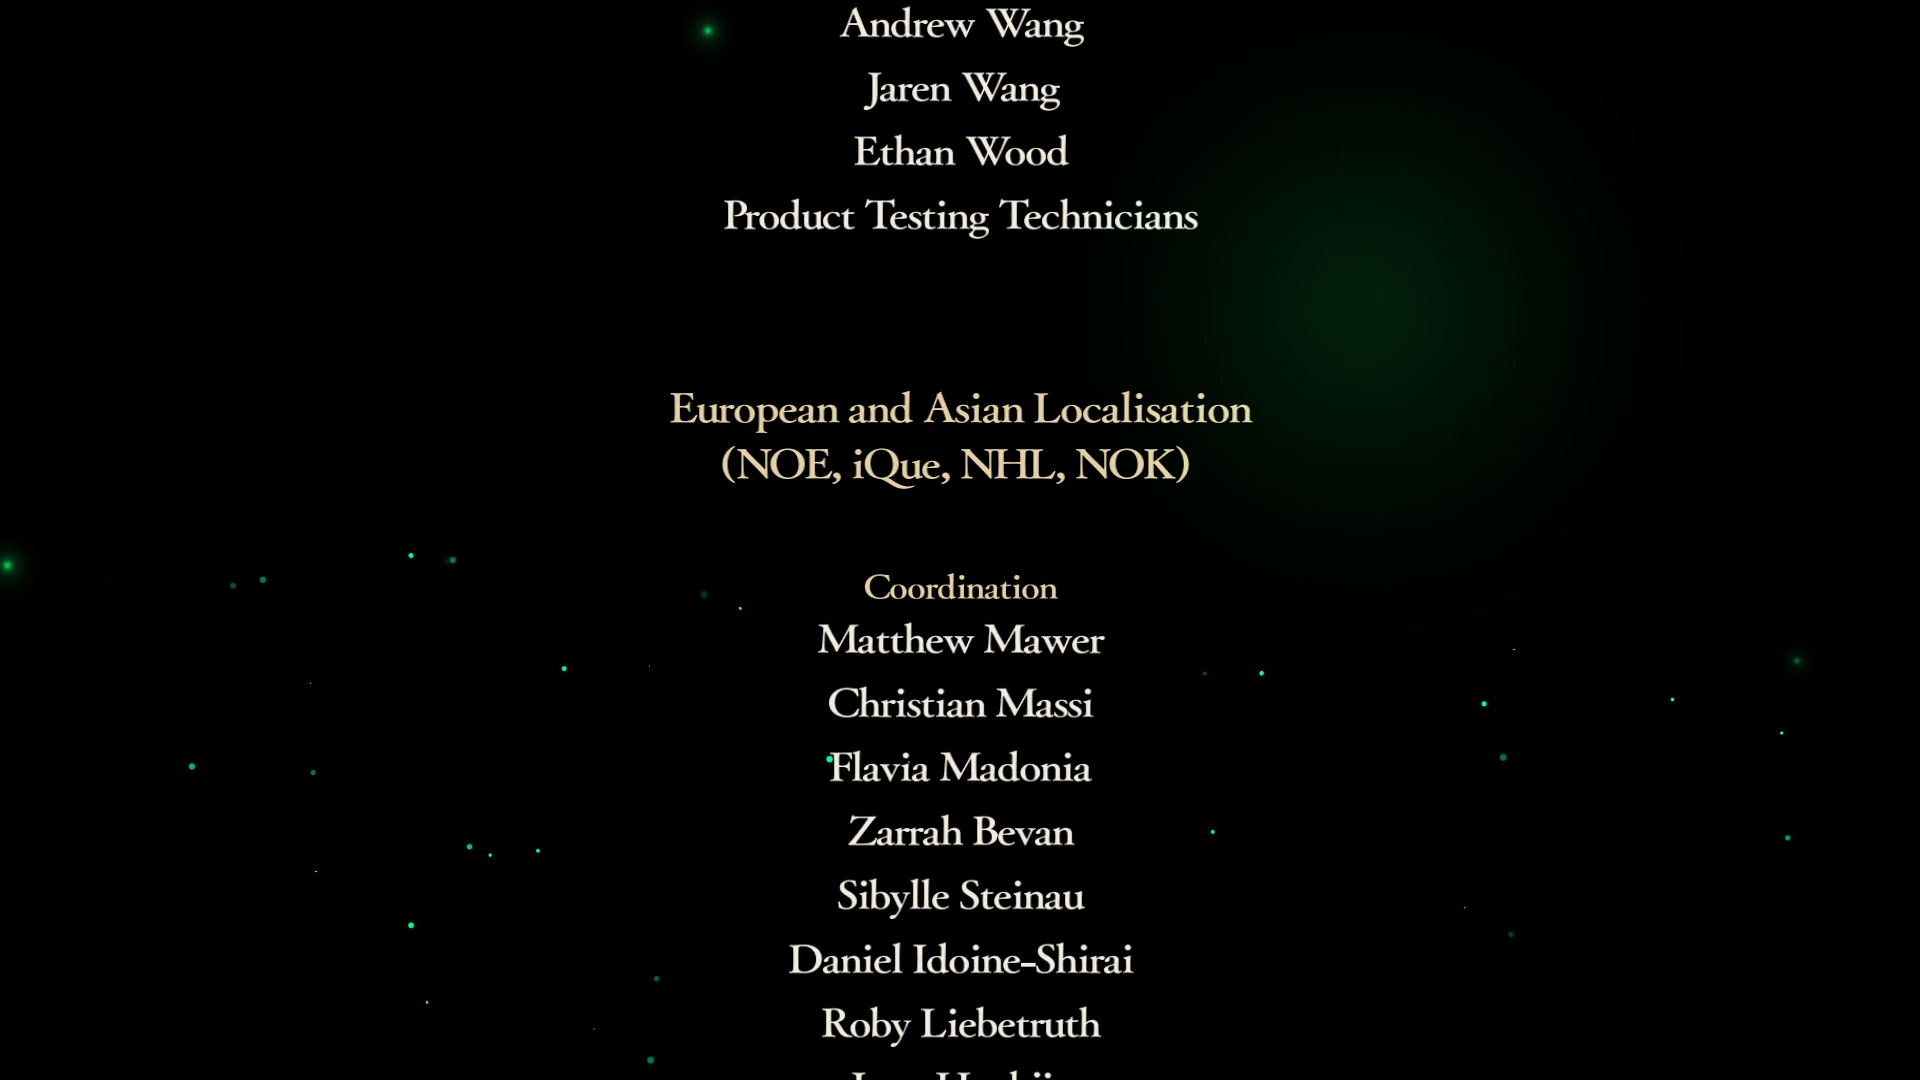 Andrew Wang
Jaren Wang
Ethan Wood
Product Testing Technicians
European and Asian Localisation
(NOE, iQue, NHL, NOK)
Coordination
Matthew Mawer
Christian Massi
Flavia Madonia
Zarrah Bevan
Sibylle Steinau
Daniel Idoine-Shirai
Roby Liebetruth